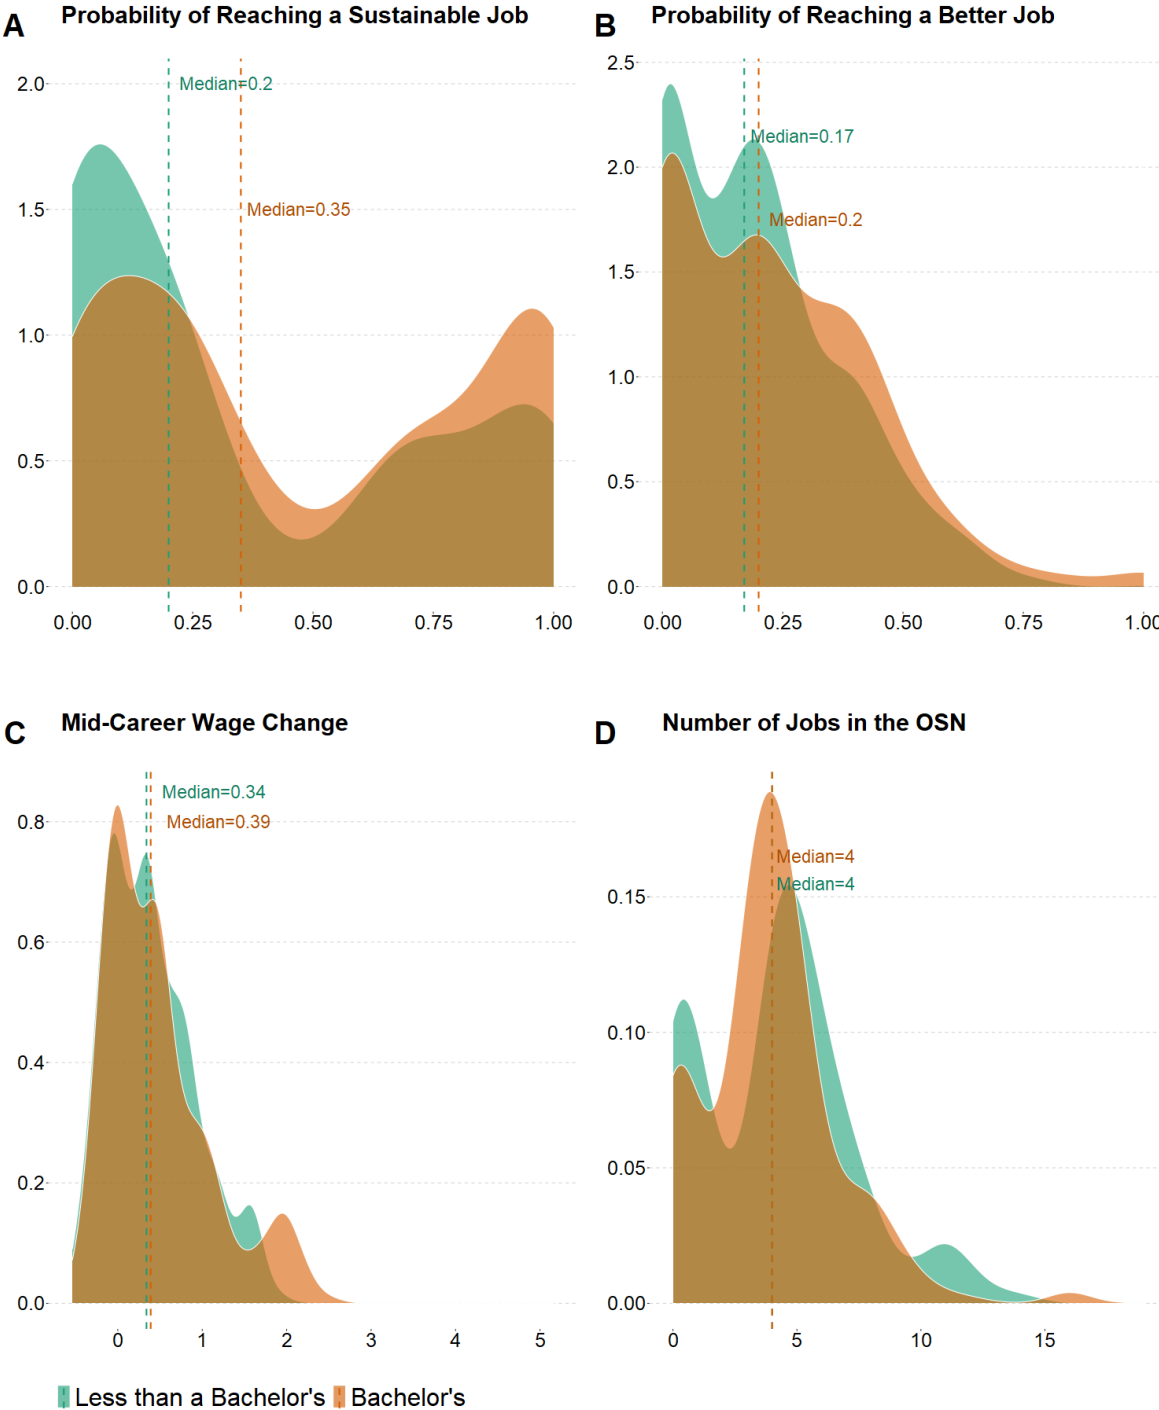 A Probability of Reaching a Sustainable Job
2.0
1.5
1.0
0.5
0.0
Median=0.2
Median=0.35
0.00 0.25 0.50 0.75 1.00
B Probability of Reaching a Better Job
2.5
2.0
1.5
1.0
0.5
0.0
Median=0.17
Median=0.2
0.00 0.25 0.50 0.75 1.00
C Mid-Career Wage Change
0.8
0.6
0.4
0.2
0.0
Median=0.34
Median=0.39
0 1 2 3 4 5
D Number of Jobs in the OSN
0.15
0.10
0.05
0.00
Median=4
Median=4
0 5 10 15
Less than a Bachelor's Bachelor's